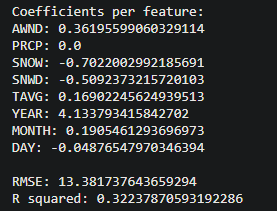 Coefficients per feature:
AWND: 0.36195599060329114
PRCP: 0.0
SNOW: -0.7022002992185691
SNWD: -0.5092373215720103
TAVG: 0.16902245624939513
YEAR: 4.133793415842702
MONTH: 0.1905461293696973
DAY: -0.04876547970346394
RMSE: 13.381737643659294
R squared: 0.32237870593192286